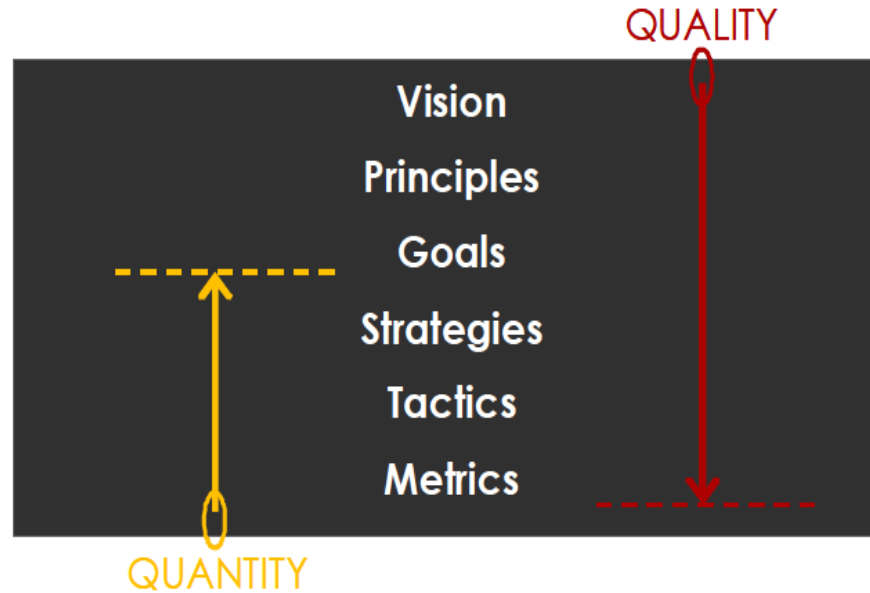 QUALITY
Vision
Principles
Goals
Strategies
Tactics
Metrics
QUANTITY